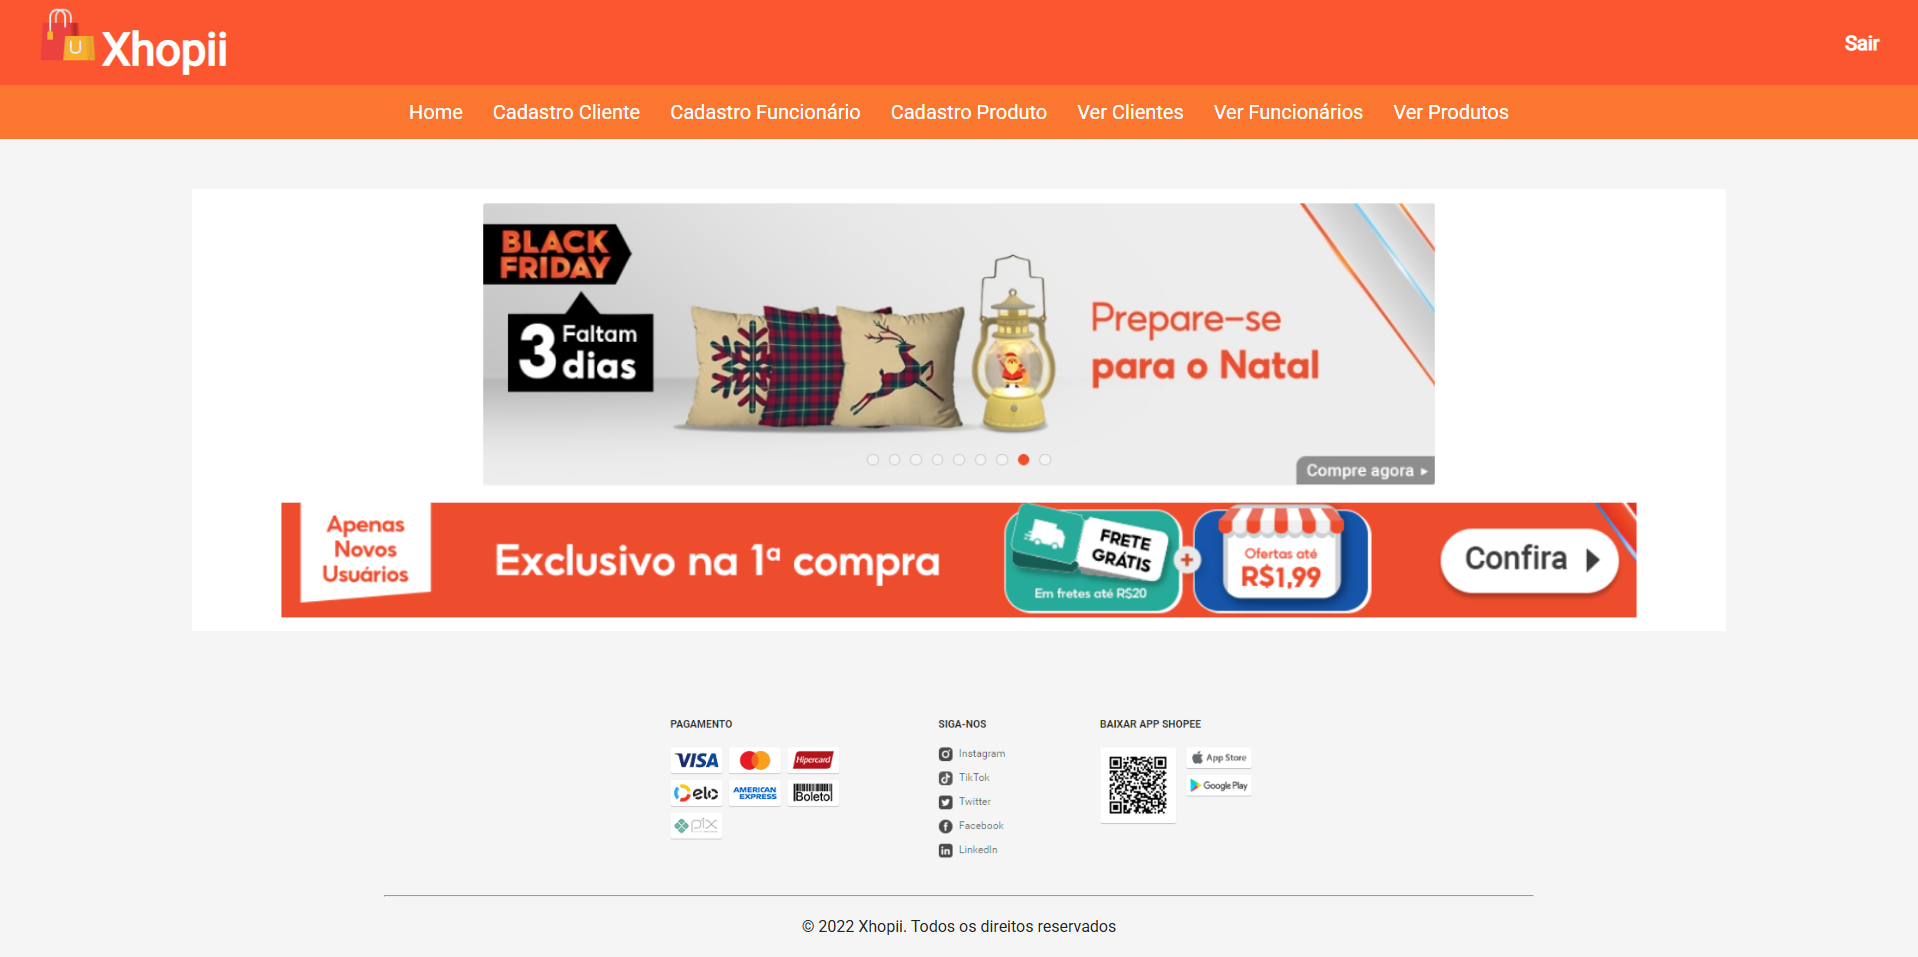 U
Xhopii
Sair
Home
Cadastro Cliente
Cadastro Funcionário
Cadastro Produto
Ver Clientes
Ver Funcionários
Ver Produtos
BLACK
FRIDAY
3 Faltam
dias
Prepare-se
para o Natal
Compre agora
Apenas
Novos
Usuários
Exclusivo na 1ª compra
FRETE
GRÁTIS
Em fretes até R$20
+
Ofertas até
R$1,99
Confira
PAGAMENTO
VISA
Hipercard
elo
AMERICAN
EXPRESS
Boleto
pix
SIGA-NOS
Instagram
TikTok
Twitter
Facebook
LinkedIn
BAIXAR APP SHOPEE
App Store
Google Play
© 2022 Xhopii. Todos os direitos reservados